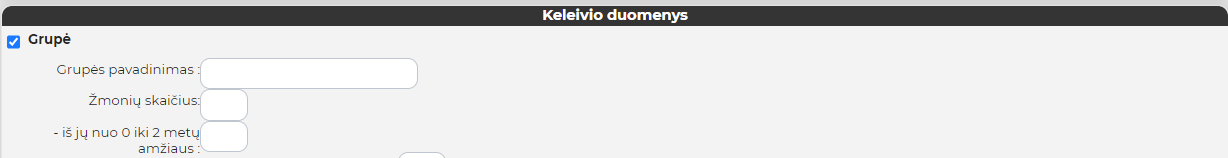 Keleivio duomenys
Grupė
Grupės pavadinimas :
Žmonių skaičius:
- iš jų nuo 0 iki 2 metų
amžiaus :